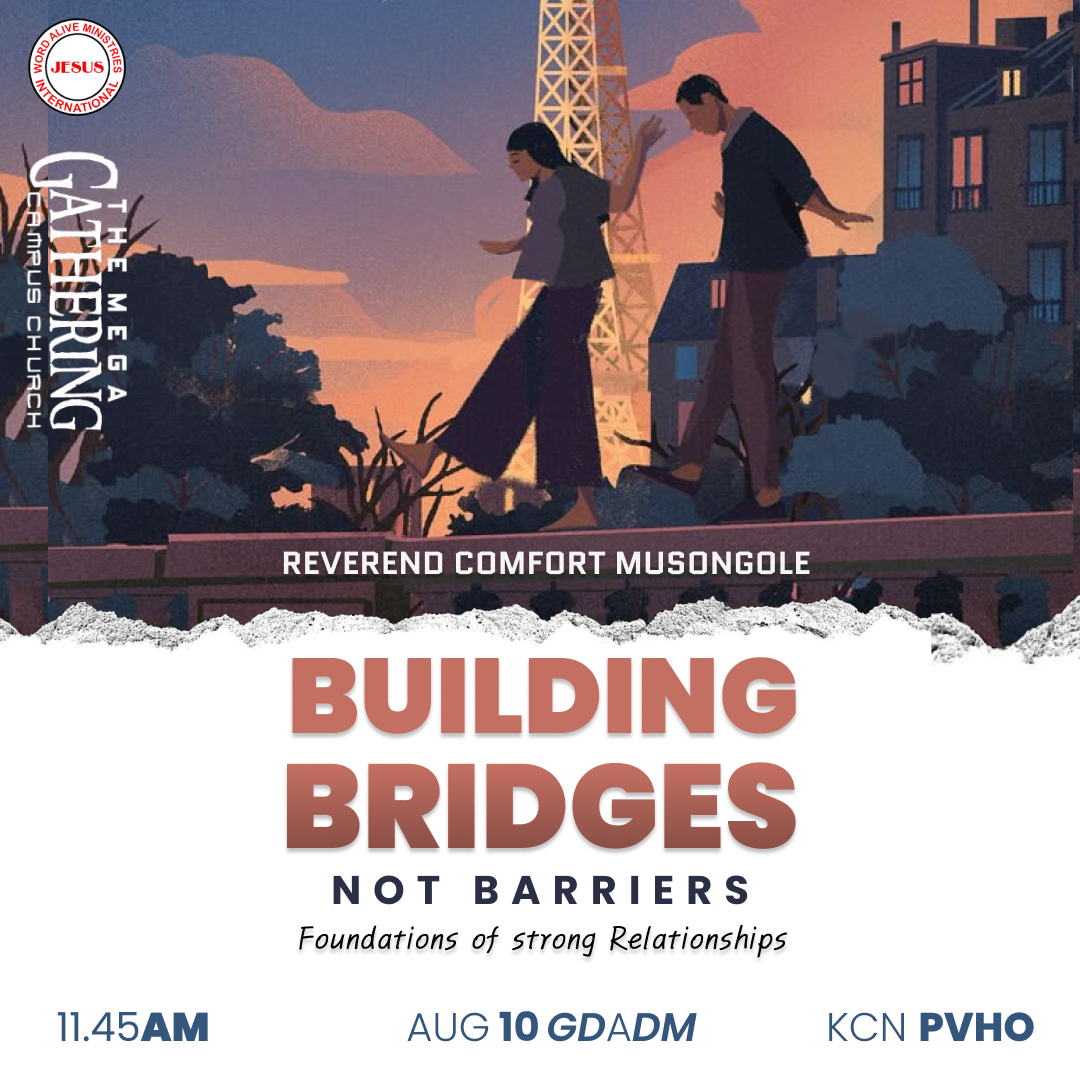 WORD ALIVE MINISTRIES
JESUS
INTERNATIONAL
THE MEGA
GATHERING
CAMPUS CHURCH
REVEREND COMFORT MUSONGOLE
BUILDING
BRIDGES
NOT BARRIERS
Foundations of strong Relationships
11.45AM
AUG 10 GDADM
KCN PVHO